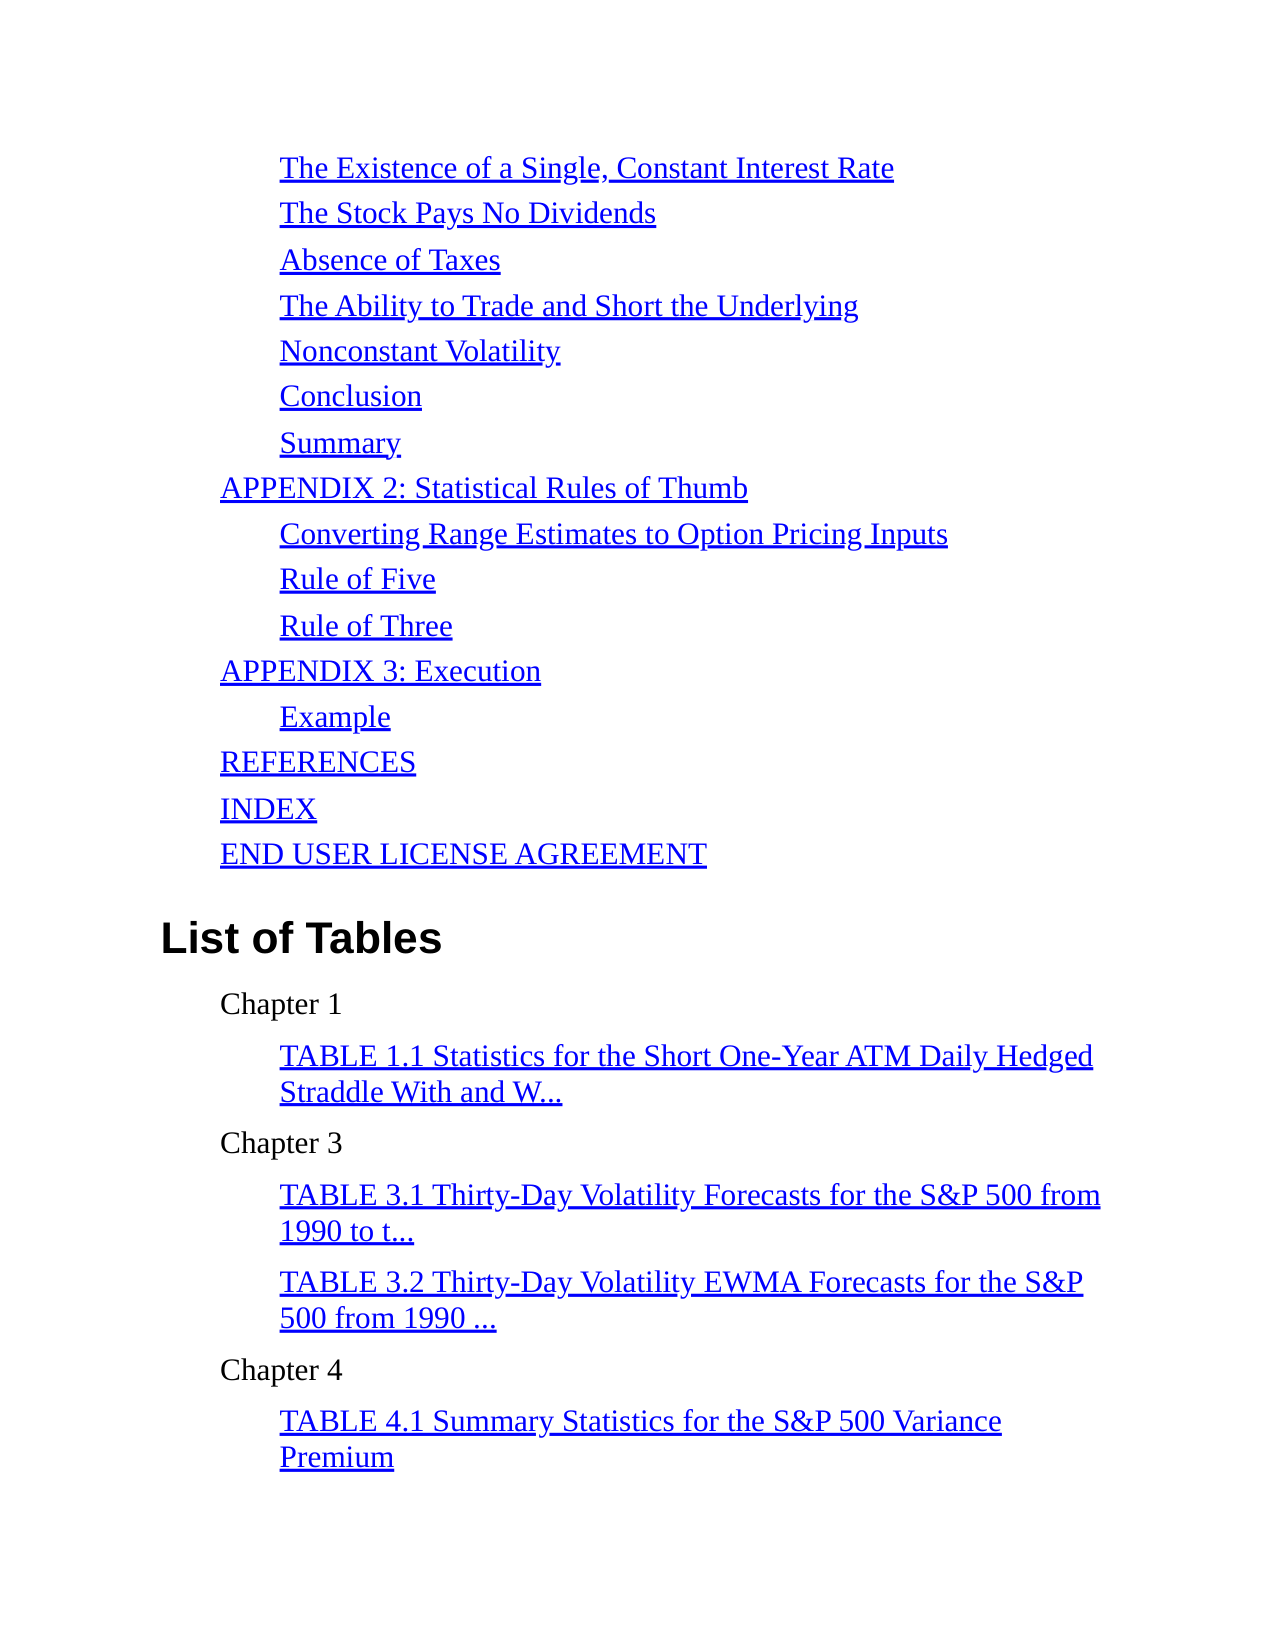 The Existence of a Single, Constant Interest Rate
The Stock Pays No Dividends
Absence of Taxes
The Ability to Trade and Short the Underlying
Nonconstant Volatility
Conclusion
Summary
APPENDIX 2: Statistical Rules of Thumb
Converting Range Estimates to Option Pricing Inputs
Rule of Five
Rule of Three
APPENDIX 3: Execution
Example
REFERENCES
INDEX
END USER LICENSE AGREEMENT
List of Tables
Chapter 1
TABLE 1.1 Statistics for the Short One-Year ATM Daily Hedged
Straddle With and W...
Chapter 3
TABLE 3.1 Thirty-Day Volatility Forecasts for the S&P 500 from
1990 to t...
TABLE 3.2 Thirty-Day Volatility EWMA Forecasts for the S&P
500 from 1990 ...
Chapter 4
TABLE 4.1 Summary Statistics for the S&P 500 Variance
Premium